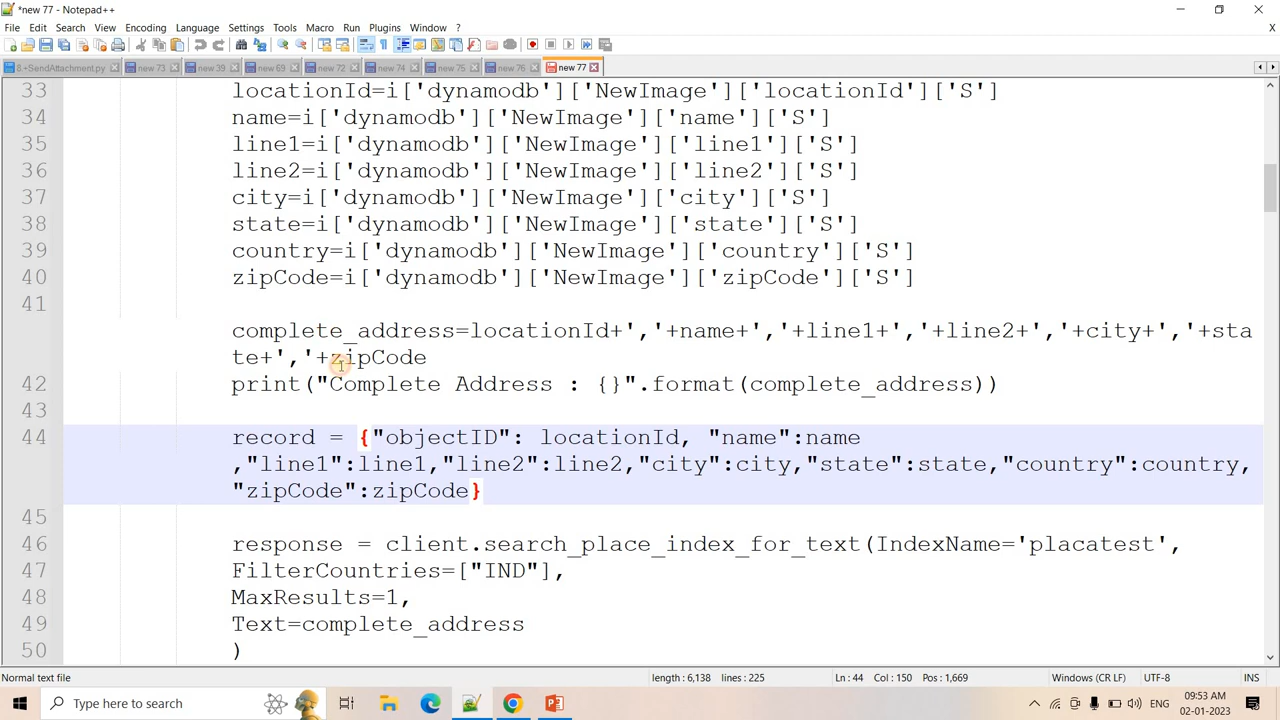 *new 77 - Notepad++
File Edit Search View Encoding Language Settings Tools Macro Run Plugins Window ?
8.+SendAttachment.py new 73 new 39 new 69 new 72 new 74 new 75 new 76 new 77
33 locationId=i['dynamodb']['NewImage']['locationId']['S']
34 name=i['dynamodb']['NewImage']['name']['S']
35 line1=i['dynamodb']['NewImage']['line1']['S']
36 line2=i['dynamodb']['NewImage']['line2']['S']
37 city=i['dynamodb']['NewImage']['city']['S']
38 state=i['dynamodb']['NewImage']['state']['S']
39 country=i['dynamodb']['NewImage']['country']['S']
40 zipCode=i['dynamodb']['NewImage']['zipCode']['S']
41
complete_address=locationId+','+name+','+line1+','+line2+','+city+','+sta
te+','+zipCode
42 print("Complete Address : {}".format(complete_address))
43
44 record = {"objectID": locationId, "name":name
,"line1":line1,"line2":line2,"city":city,"state":state,"country":country,
"zipCode":zipCode}
45
46 response = client.search_place_index_for_text(IndexName='placatest',
47 FilterCountries=["IND"],
48 MaxResults=1,
49 Text=complete_address
50 )
Normal text file length : 6,138 lines : 225 Ln : 44 Col : 150 Pos : 1,669 Windows (CR LF) UTF-8 INS
Type here to search ENG 09:53 AM
02-01-2023